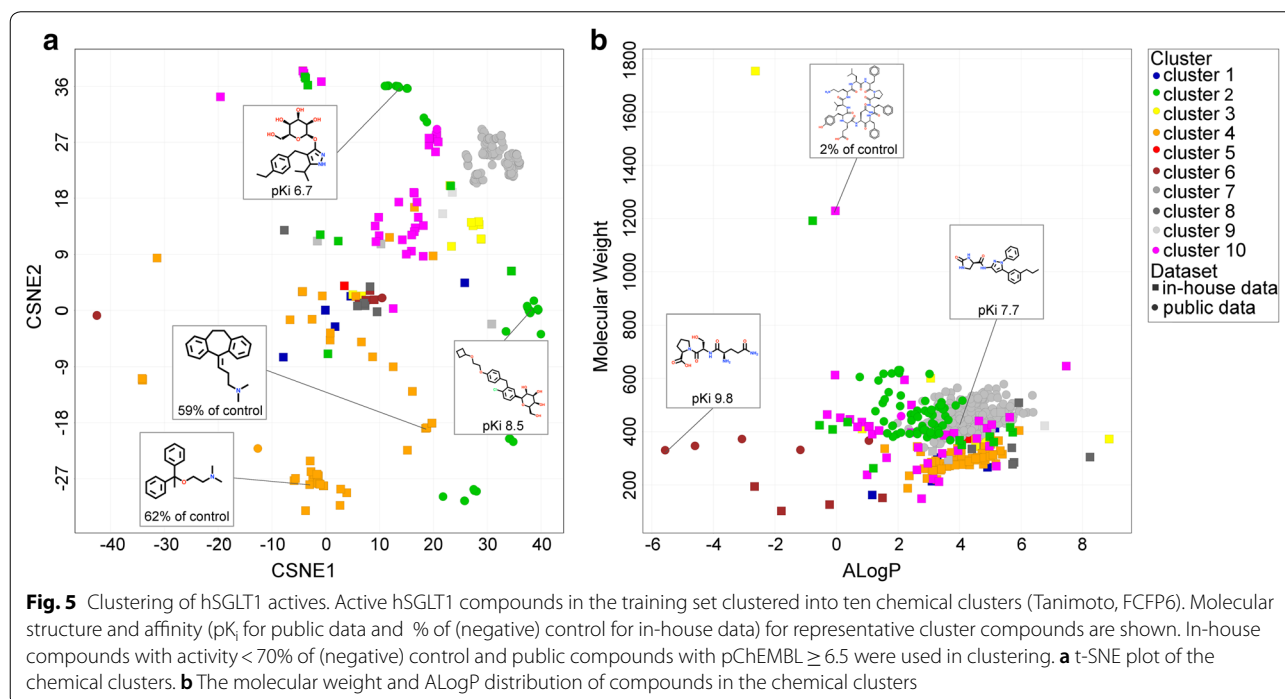 a
b
36
27
18
9
0
-9
-18
-27
CSNE2
-40
-30
-20
-10
0
10
20
30
40
CSNE1
pKi 6.7
59% of control
pKi 8.5
62% of control
1800
1600
1400
1200
1000
800
600
400
200
Molecular Weight
-6
-4
-2
0
2
4
6
8
ALogP
2% of control
pKi 7.7
pKi 9.8
Cluster
cluster 1
cluster 2
cluster 3
cluster 4
cluster 5
cluster 6
cluster 7
cluster 8
cluster 9
cluster 10
Dataset
in-house data
public data
Fig. 5 Clustering of hSGLT1 actives. Active hSGLT1 compounds in the training set clustered into ten chemical clusters (Tanimoto, FCFP6). Molecular
structure and affinity (pKi for public data and % of (negative) control for in-house data) for representative cluster compounds are shown. In-house
compounds with activity < 70% of (negative) control and public compounds with pChEMBL ≥ 6.5 were used in clustering. a t-SNE plot of the
chemical clusters. b The molecular weight and ALogP distribution of compounds in the chemical clusters